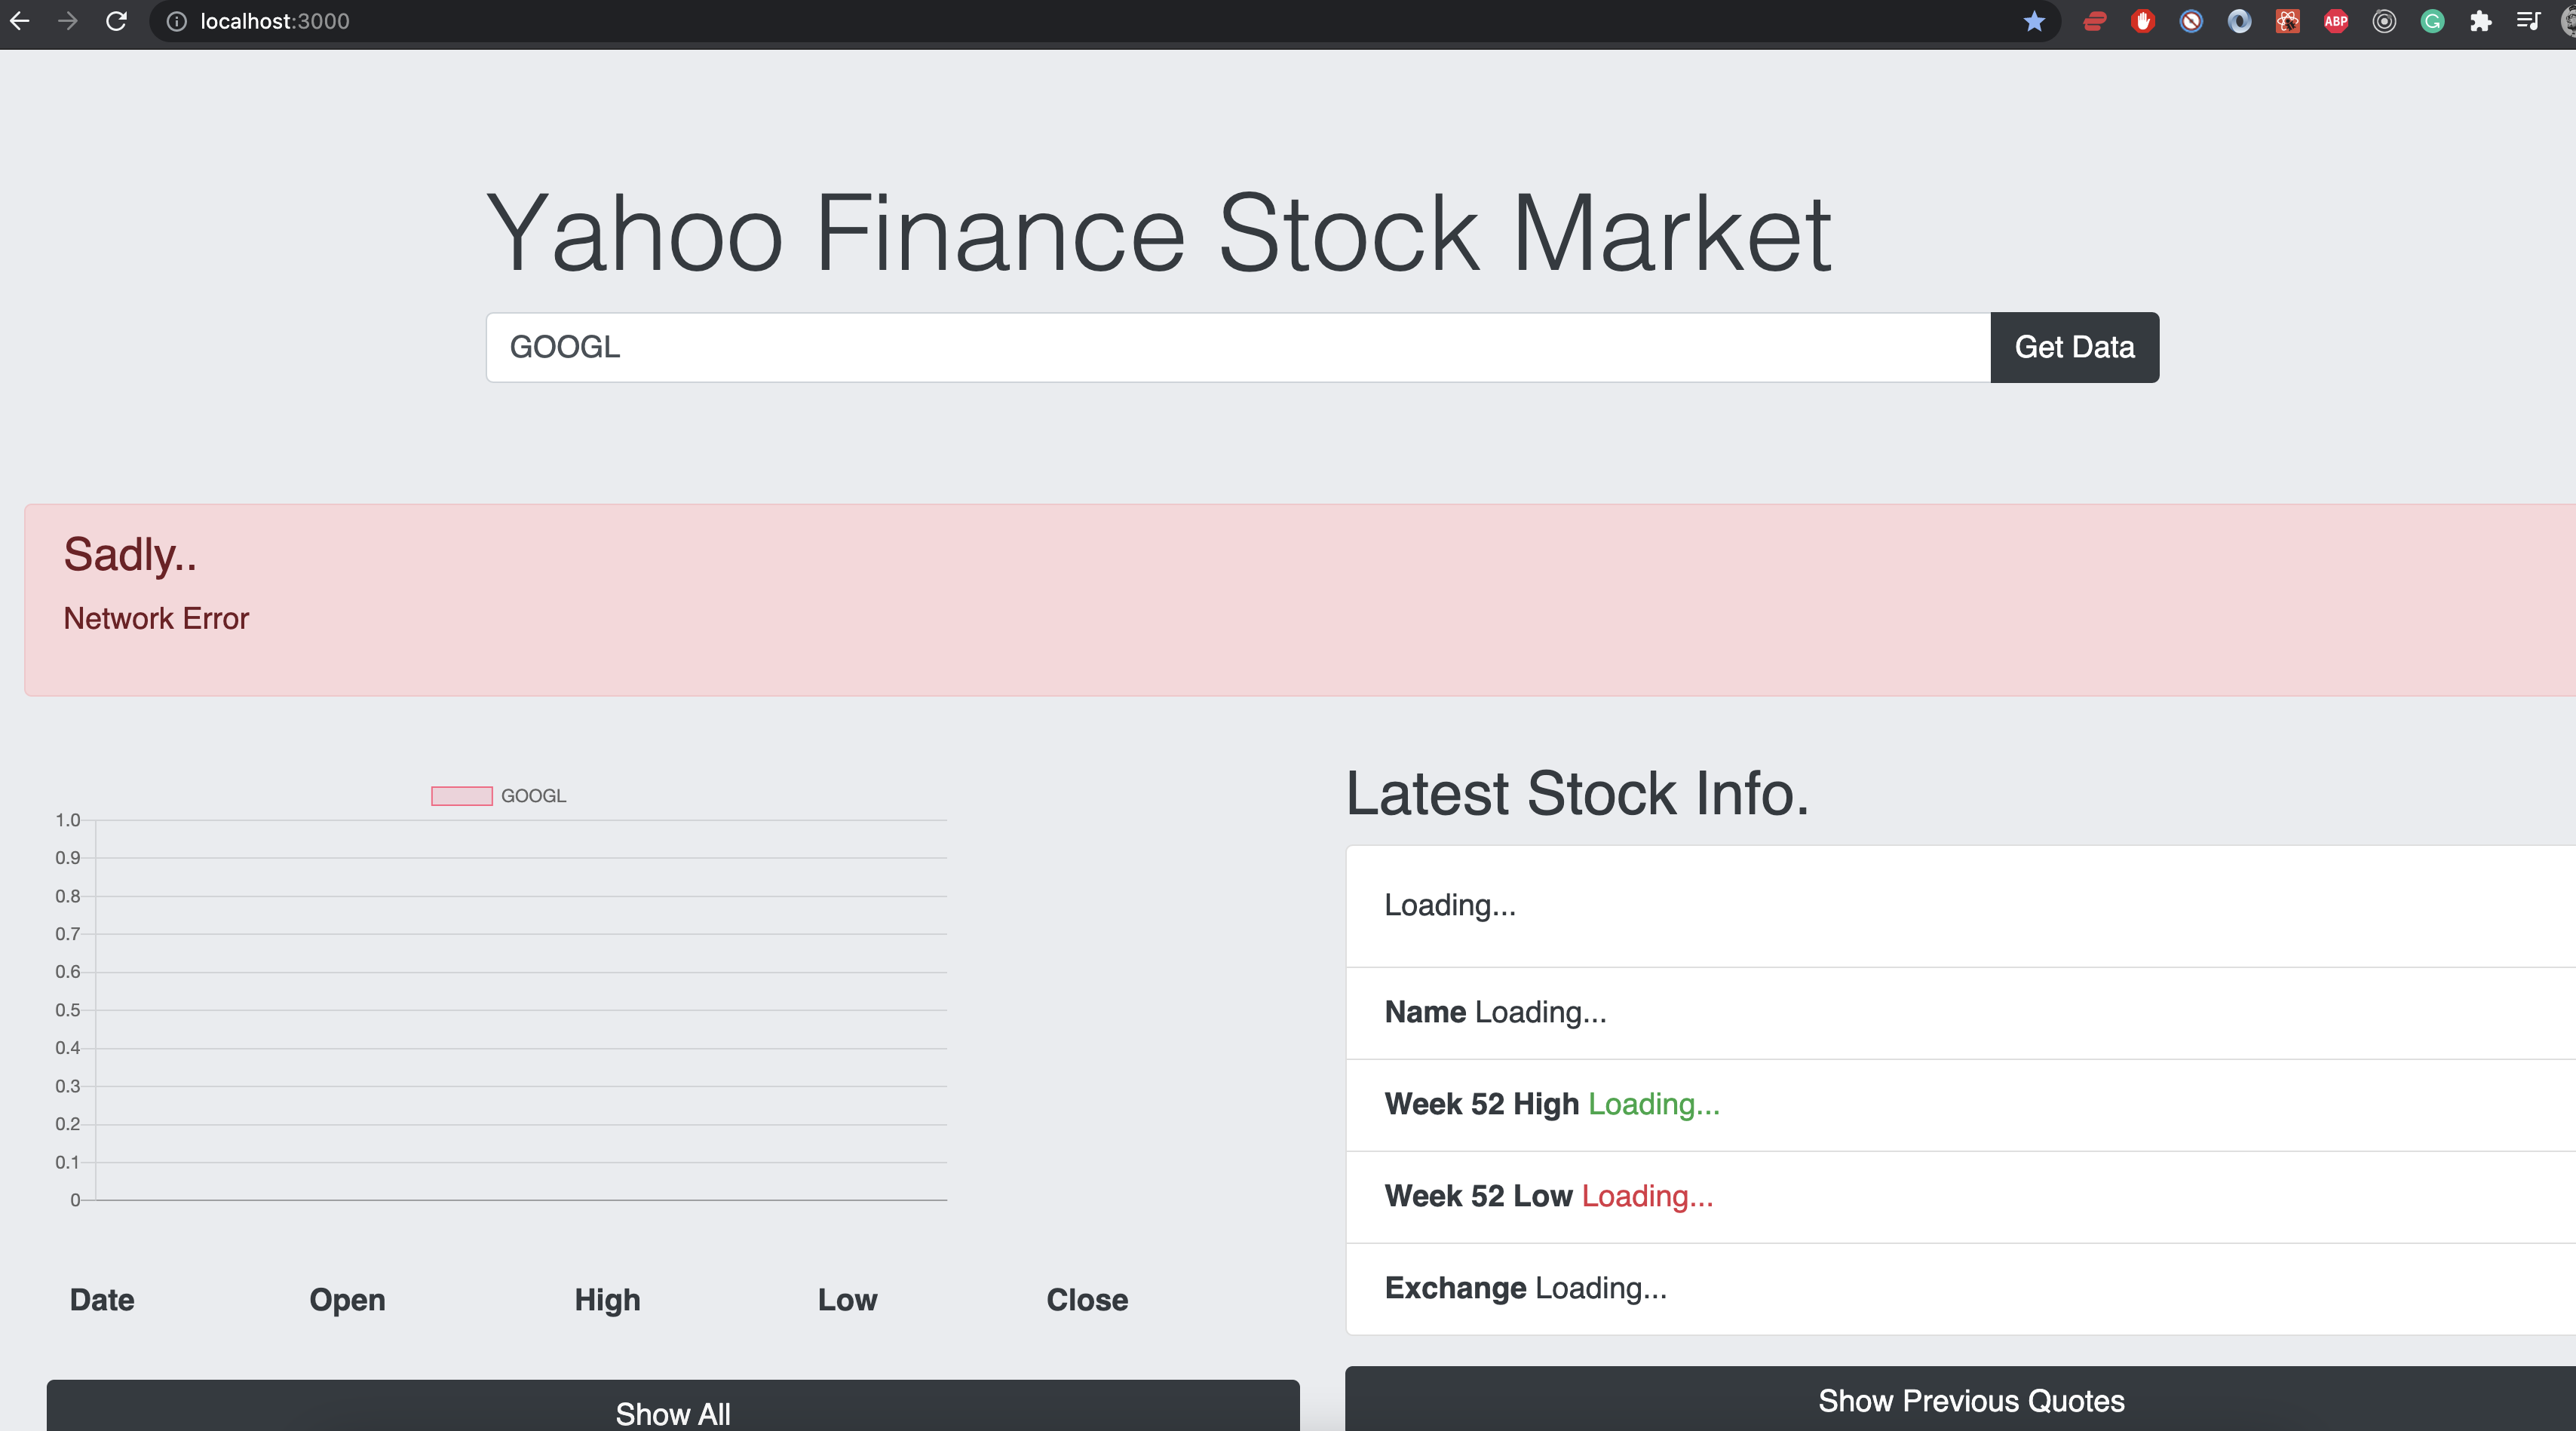 localhost:3000
ABP
Yahoo Finance Stock Market
GOOGL
Get Data
Sadly..
Network Error
GOOGL
1.0
0.9
0.8
0.7
0.6
0.5
0.4
0.3
0.2
0.1
0
Date Open High Low Close
Show All
Latest Stock Info.
Loading...
Name Loading...
Week 52 High Loading...
Week 52 Low Loading...
Exchange Loading...
Show Previous Quotes